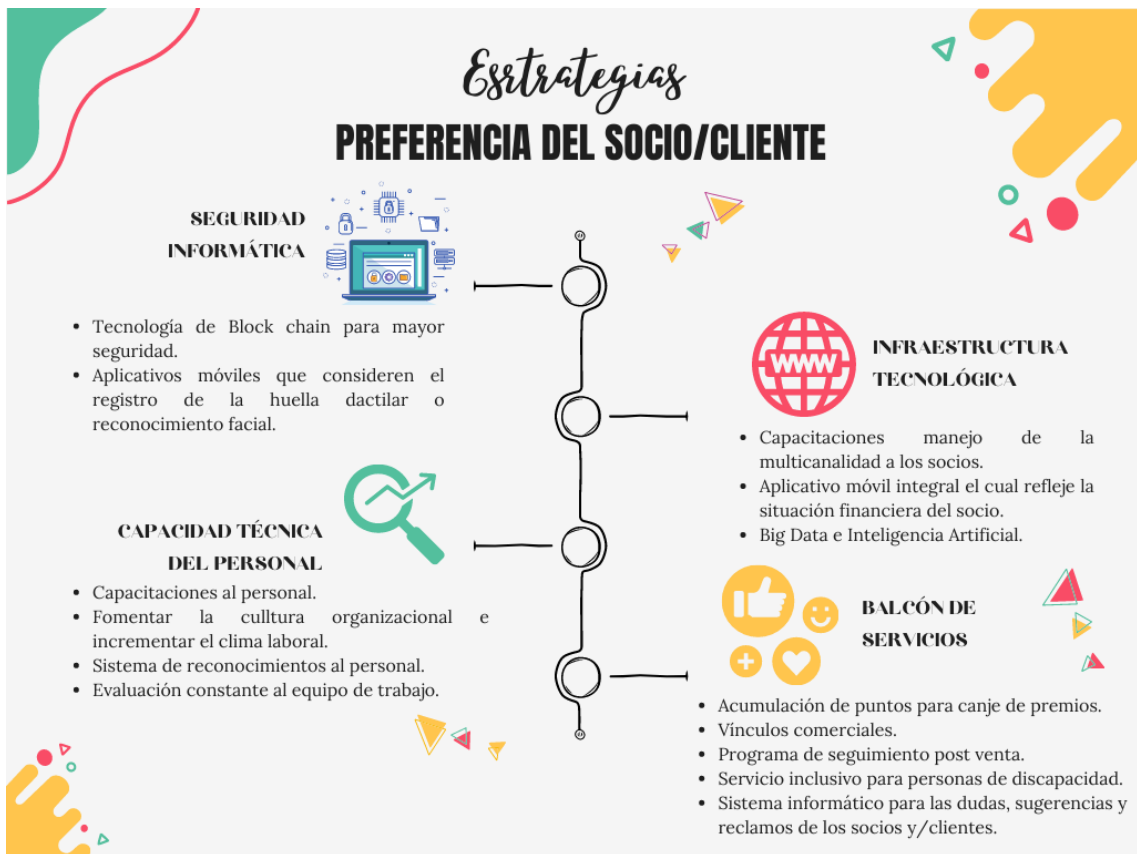 Esrtrategias
PREFERENCIA DEL SOCIO/CLIENTE
SEGURIDAD
INFORMÁTICA
• Tecnología de Block chain para mayor
seguridad.
• Aplicativos móviles que consideren el
registro de la huella dactilar o
reconocimiento facial.
WWW
INFRAESTRUCTURA
TECNOLÓGICA
• Capacitaciones manejo de la
multicanalidad a los socios.
• Aplicativo móvil integral el cual refleje la
situación financiera del socio.
• Big Data e Inteligencia Artificial.
CAPACIDAD TÉCNICA
DEL PERSONAL
• Capacitaciones al personal.
• Fomentar la cultura organizacional e
incrementar el clima laboral.
• Sistema de reconocimientos al personal.
• Evaluación constante al equipo de trabajo.
BALCÓN DE
SERVICIOS
• Acumulación de puntos para canje de premios.
• Vínculos comerciales.
• Programa de seguimiento post venta.
• Servicio inclusivo para personas de discapacidad.
• Sistema informático para las dudas, sugerencias y
reclamos de los socios y/clientes.